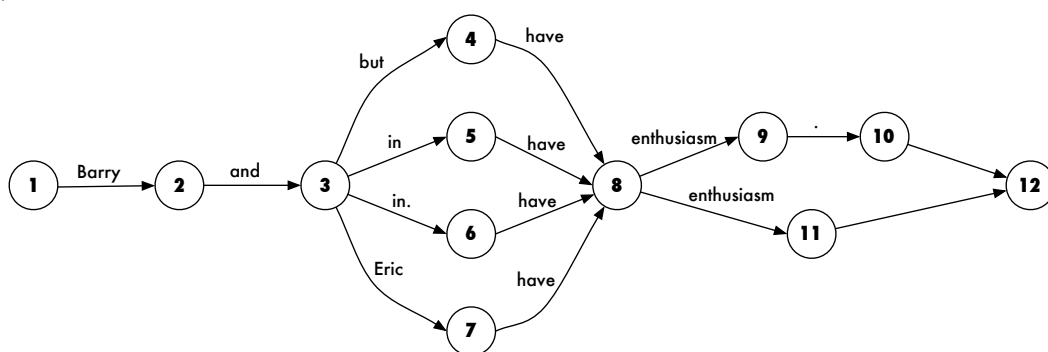 4
have
but
in
5
have
enthusiasm
9
.
10
1
Barry
2
and
3
8
12
in.
6
have
enthusiasm
11
Eric
have
7